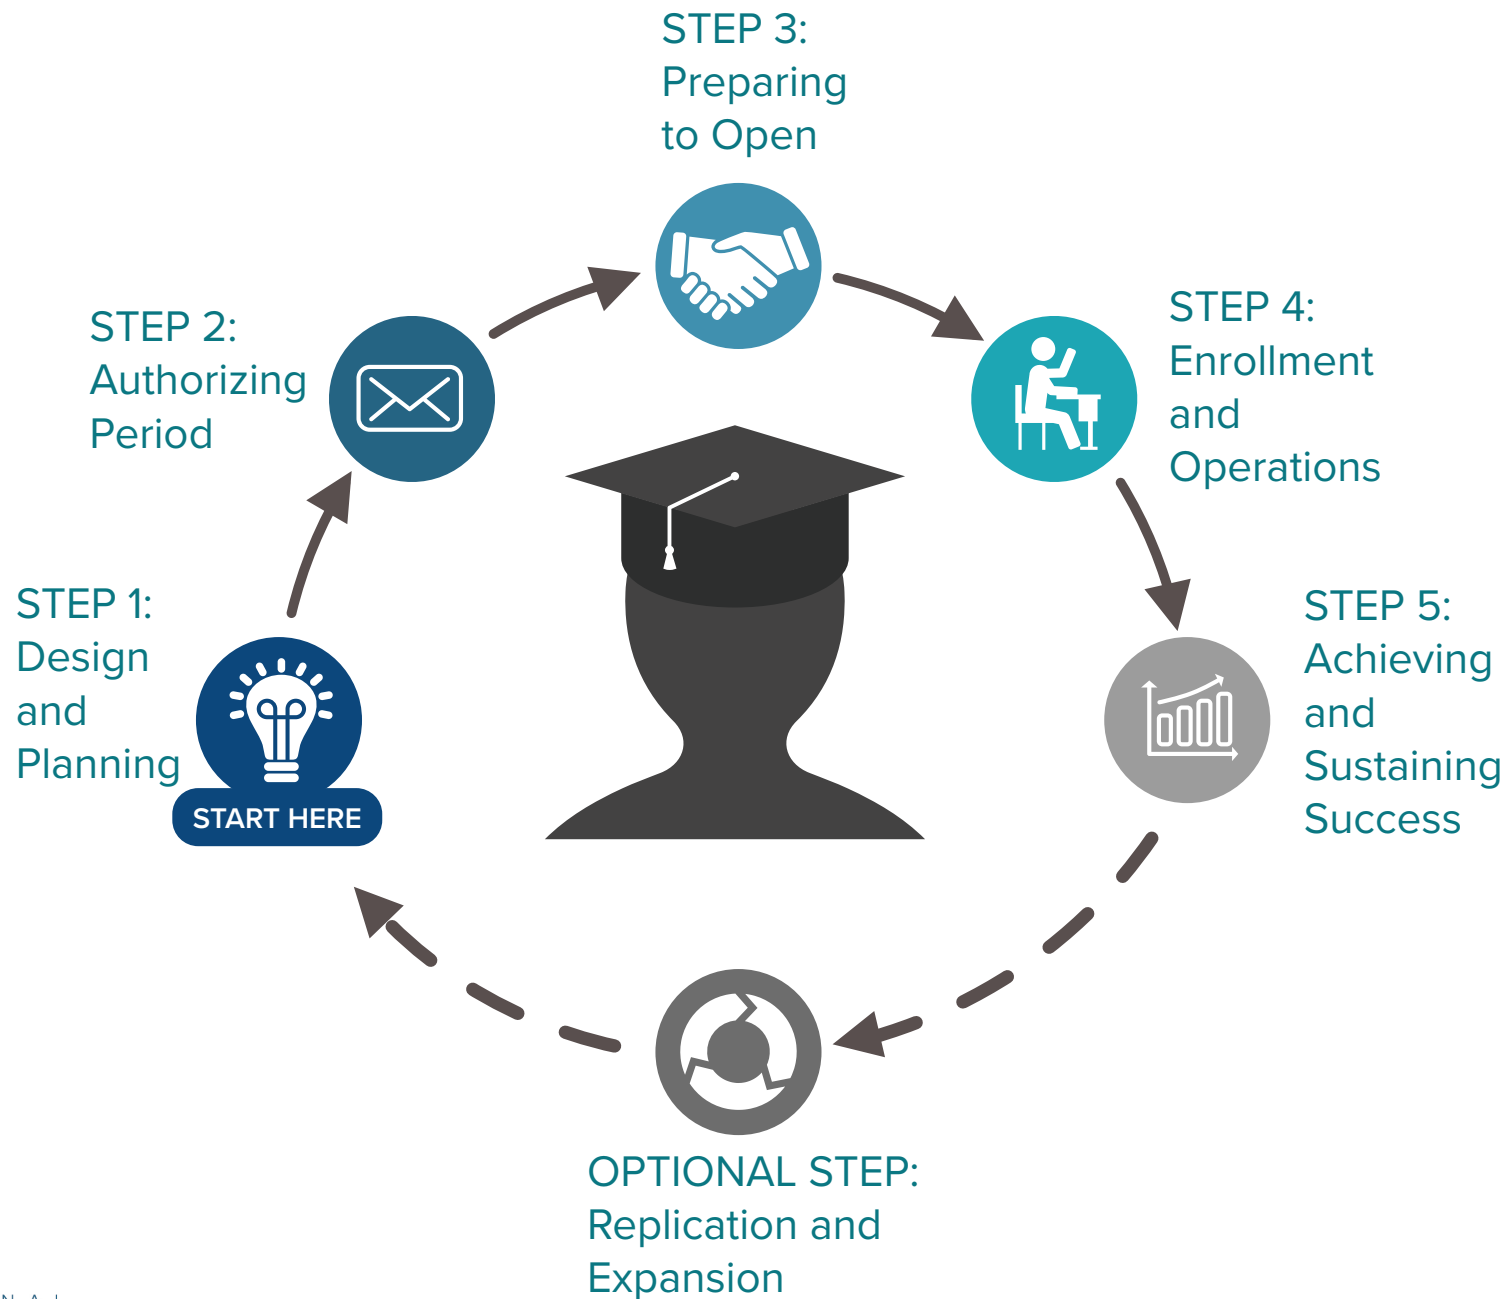 STEP 3:
Preparing
to Open
STEP 2:
Authorizing
Period
STEP 4:
Enrollment
and
Operations
STEP 1:
Design
and
Planning
START HERE
STEP 5:
Achieving
and
Sustaining
Success
OPTIONAL STEP:
Replication and
Expansion